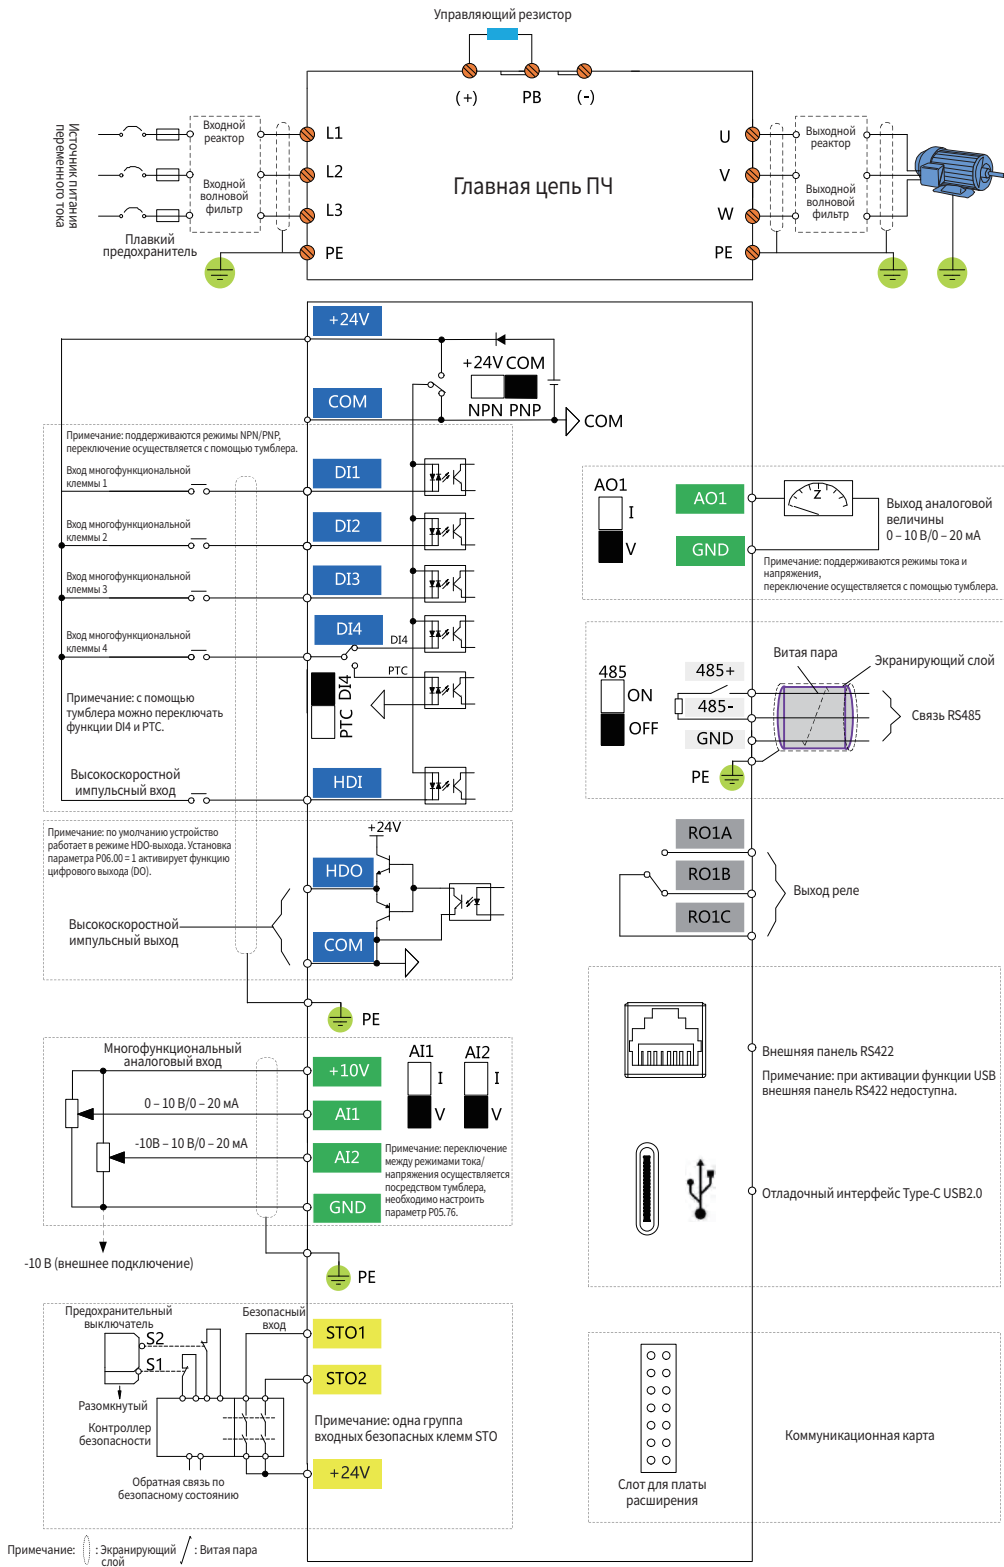 Управляющий резистор
(+)
PB
(-)
Источник питания
переменного тока
Входной
реактор
Входной
волновой
фильтр
Плавкий
предохранитель
L1
L2
L3
PE
Главная цепь ПЧ
U
V
W
PE
Выходной
реактор
Выходной
волновой
фильтр
+24V
COM
+24V COM
NPN PNP
COM
Примечание: поддерживаются режимы NPN/PNP,
переключение осуществляется с помощью тумблера.
Вход многофункциональной
клеммы 1
DI1
Вход многофункциональной
клеммы 2
DI2
Вход многофункциональной
клеммы 3
DI3
Вход многофункциональной
клеммы 4
DI4
DI4
PTC
PTC DI4
Примечание: с помощью
тумблера можно переключать
функции DI4 и PTC.
Высокоскоростной
импульсный вход
HDI
Примечание: по умолчанию устройство
работает в режиме HDO-выхода. Установка
параметра P06.00 = 1 активирует функцию
цифрового выхода (DO).
+24V
HDO
Высокоскоростной
импульсный выход
COM
PE
Многофункциональный
аналоговый вход
+10V
0 – 10 В/0 – 20 мА
AI1
-10В – 10 В/0 – 20 мА
AI2
GND
AI1
I
V
AI2
I
V
Примечание: переключение
между режимами тока/
напряжения осуществляется
посредством тумблера,
необходимо настроить
параметр P05.76.
-10 В (внешнее подключение)
PE
Предохранительный
выключатель
S2
S1
Разомкнутый
Контроллер
безопасности
Обратная связь по
безопасному состоянию
Безопасный
вход
STO1
STO2
Примечание: одна группа
входных безопасных клемм STO
+24V
AO1
I
V
AO1
GND
Z
Выход аналоговой
величины
0 – 10 В/0 – 20 мА
Примечание: поддерживаются режимы тока и
напряжения,
переключение осуществляется с помощью тумблера.
485
ON
OFF
485+
485-
GND
PE
Витая пара
Экранирующий слой
Связь RS485
RO1A
RO1B
RO1C
Выход реле
Внешняя панель RS422
Примечание: при активации функции USB
внешняя панель RS422 недоступна.
Отладочный интерфейс Type-C USB2.0
Слот для платы
расширения
Коммуникационная карта
Примечание: : Экранирующий слой : Витая пара